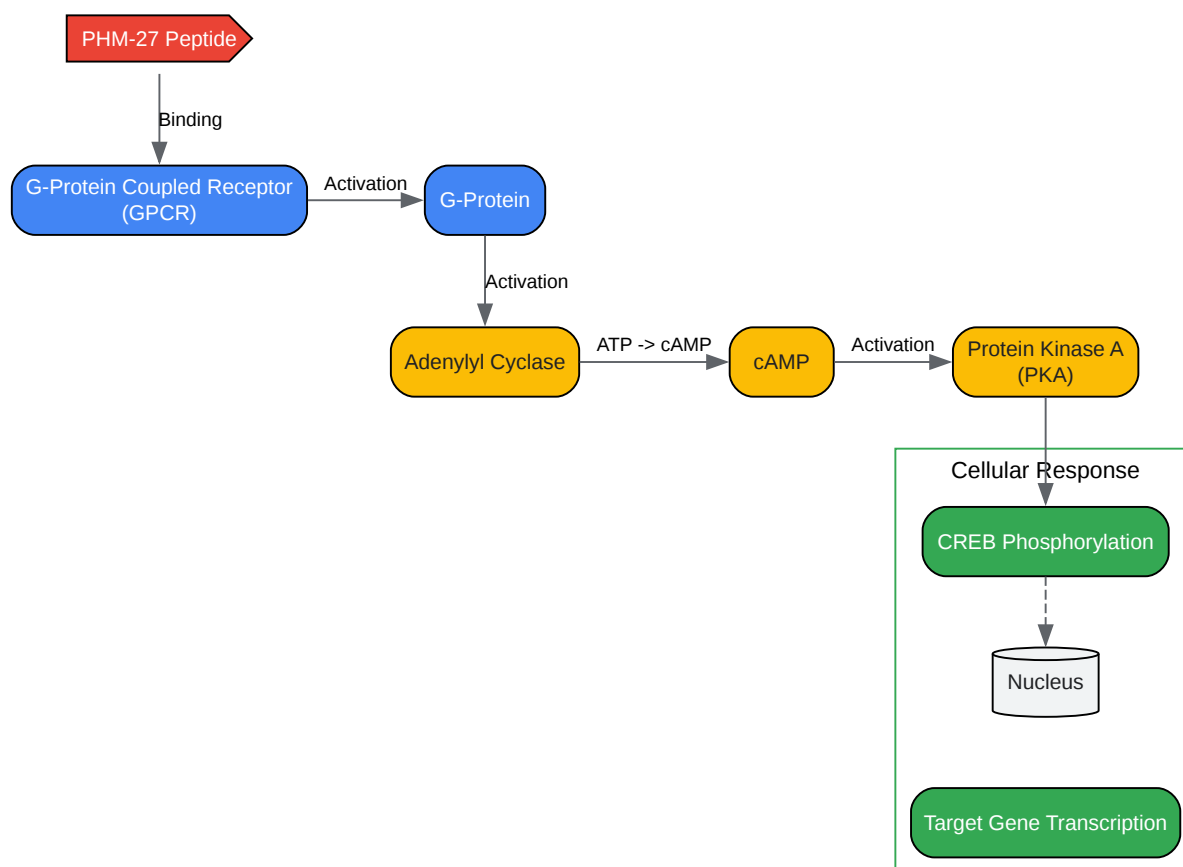 PHM-27 Peptide
Binding
G-Protein Coupled Receptor
(GPCR)
Activation
G-Protein
Activation
Adenylyl Cyclase
ATP -> cAMP
cAMP
Activation
Protein Kinase A
(PKA)
Cellular Response
CREB Phosphorylation
Nucleus
Target Gene Transcription